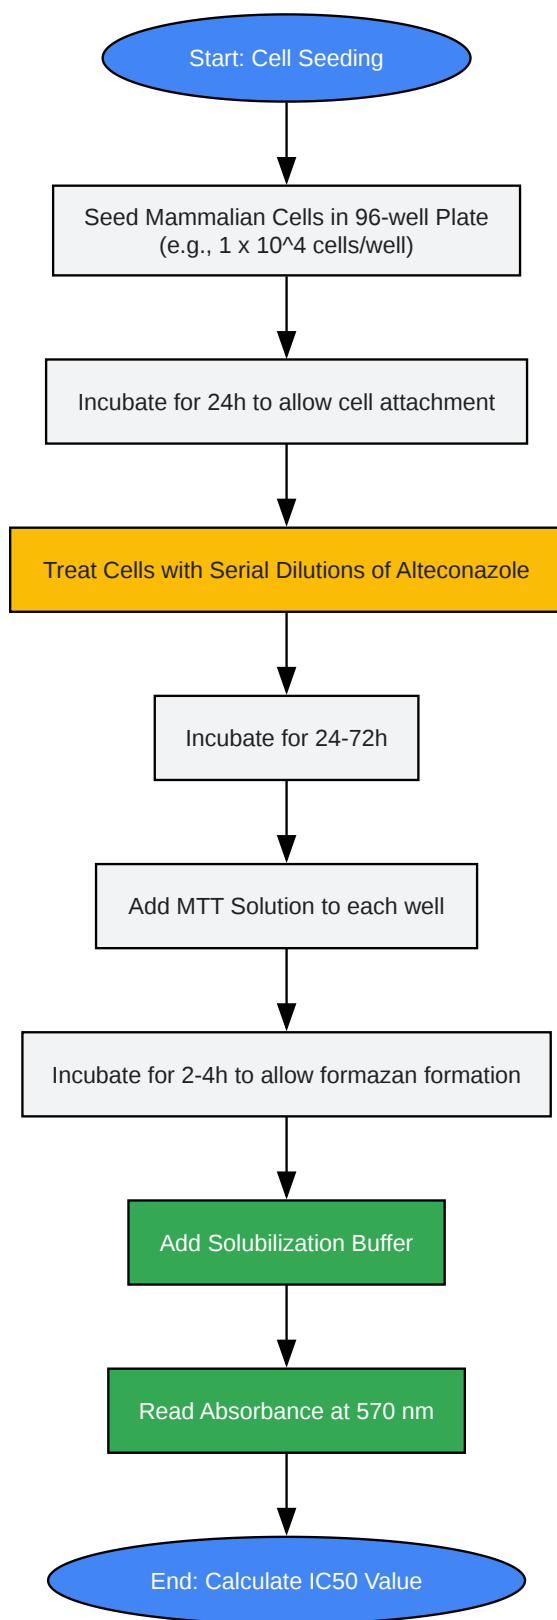 Start: Cell Seeding
Seed Mammalian Cells in 96-well Plate
(e.g., 1 x 10^4 cells/well)
Incubate for 24h to allow cell attachment
Treat Cells with Serial Dilutions of Alteconazole
Incubate for 24-72h
Add MTT Solution to each well
Incubate for 2-4h to allow formazan formation
Add Solubilization Buffer
Read Absorbance at 570 nm
End: Calculate IC50 Value